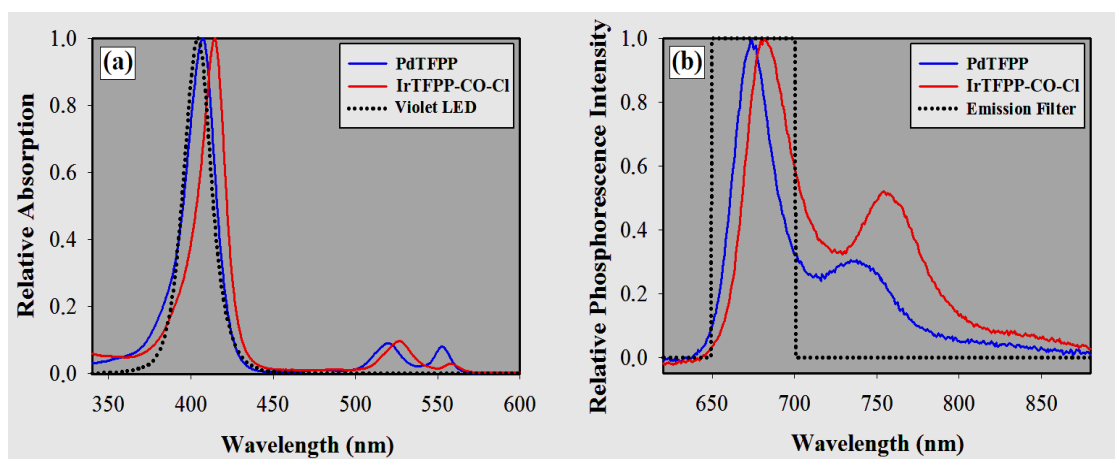 (a)
PdTFPP
IrTFPP-CO-Cl
Violet LED
Relative Absorption
1.0
0.8
0.6
0.4
0.2
0.0
350 400 450 500 550 600
Wavelength (nm)
(b)
PdTFPP
IrTFPP-CO-Cl
Emission Filter
Relative Phosphorescence Intensity
1.0
0.8
0.6
0.4
0.2
0.0
650 700 750 800 850
Wavelength (nm)